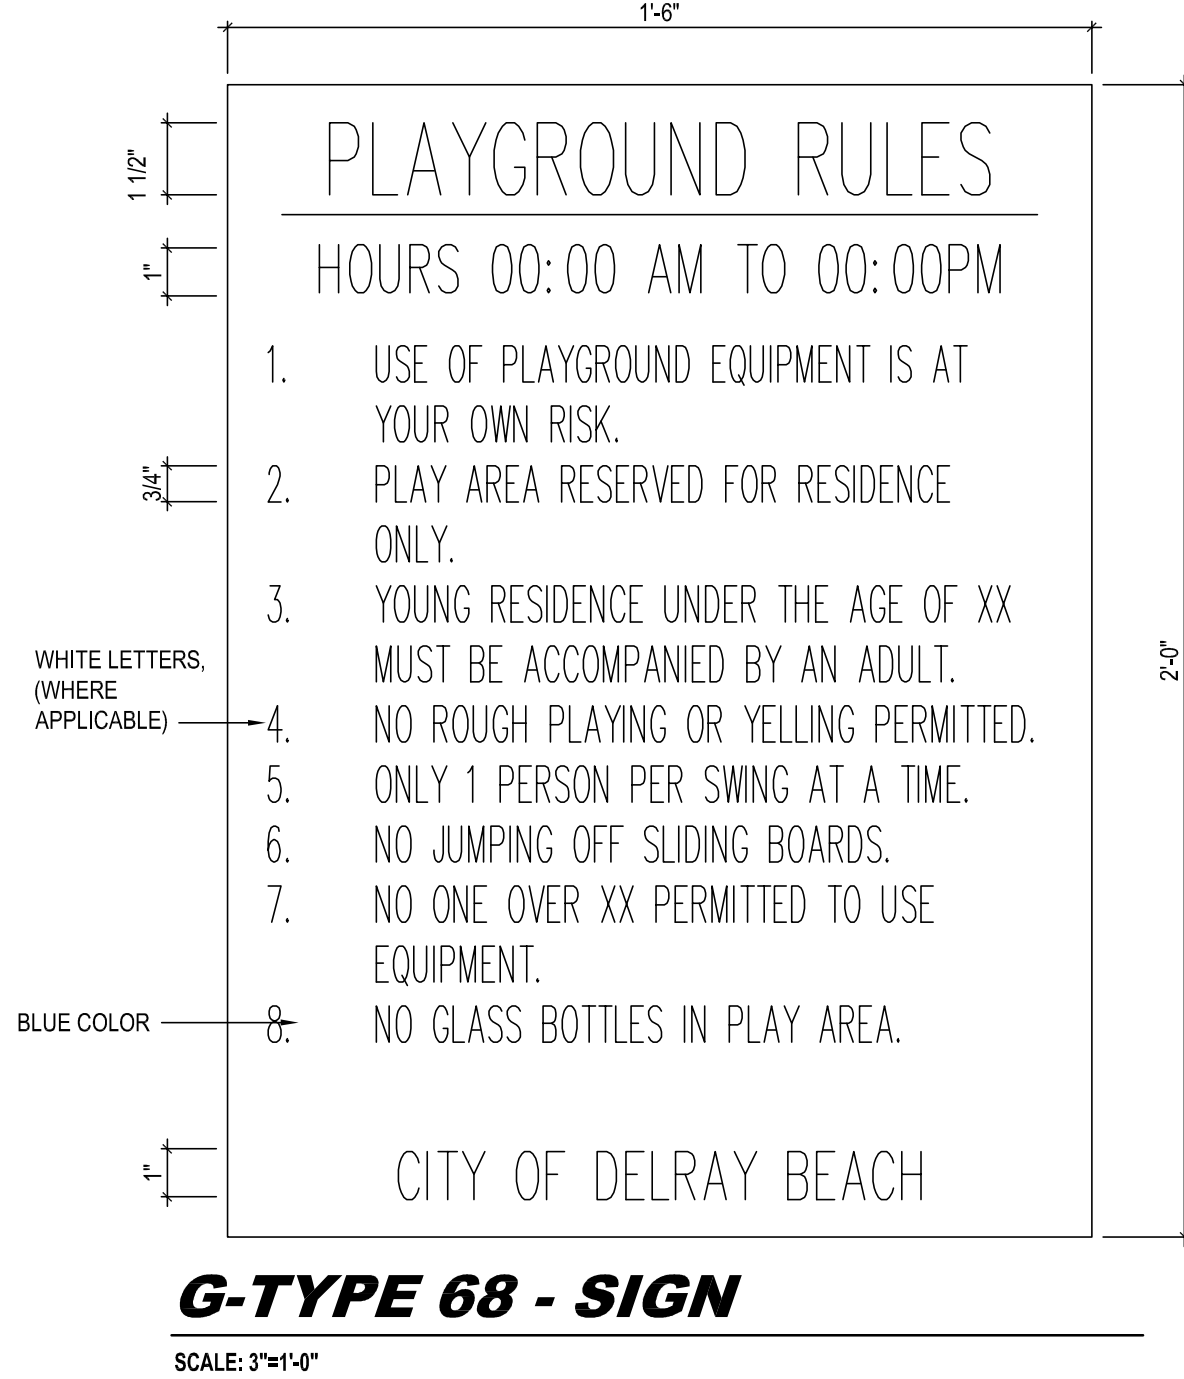 1'-6"
1 1/2"
PLAYGROUND RULES
1"
HOURS 00:00 AM TO 00:00PM
1. USE OF PLAYGROUND EQUIPMENT IS AT
YOUR OWN RISK.
3/4"
2. PLAY AREA RESERVED FOR RESIDENCE
ONLY.
3. YOUNG RESIDENCE UNDER THE AGE OF XX
MUST BE ACCOMPANIED BY AN ADULT.
2'-0"
WHITE LETTERS,
(WHERE
APPLICABLE)
4. NO ROUGH PLAYING OR YELLING PERMITTED.
5. ONLY 1 PERSON PER SWING AT A TIME.
6. NO JUMPING OFF SLIDING BOARDS.
7. NO ONE OVER XX PERMITTED TO USE
EQUIPMENT.
BLUE COLOR
8. NO GLASS BOTTLES IN PLAY AREA.
1"
CITY OF DELRAY BEACH
G-TYPE 68 - SIGN
SCALE: 3"=1'-0"